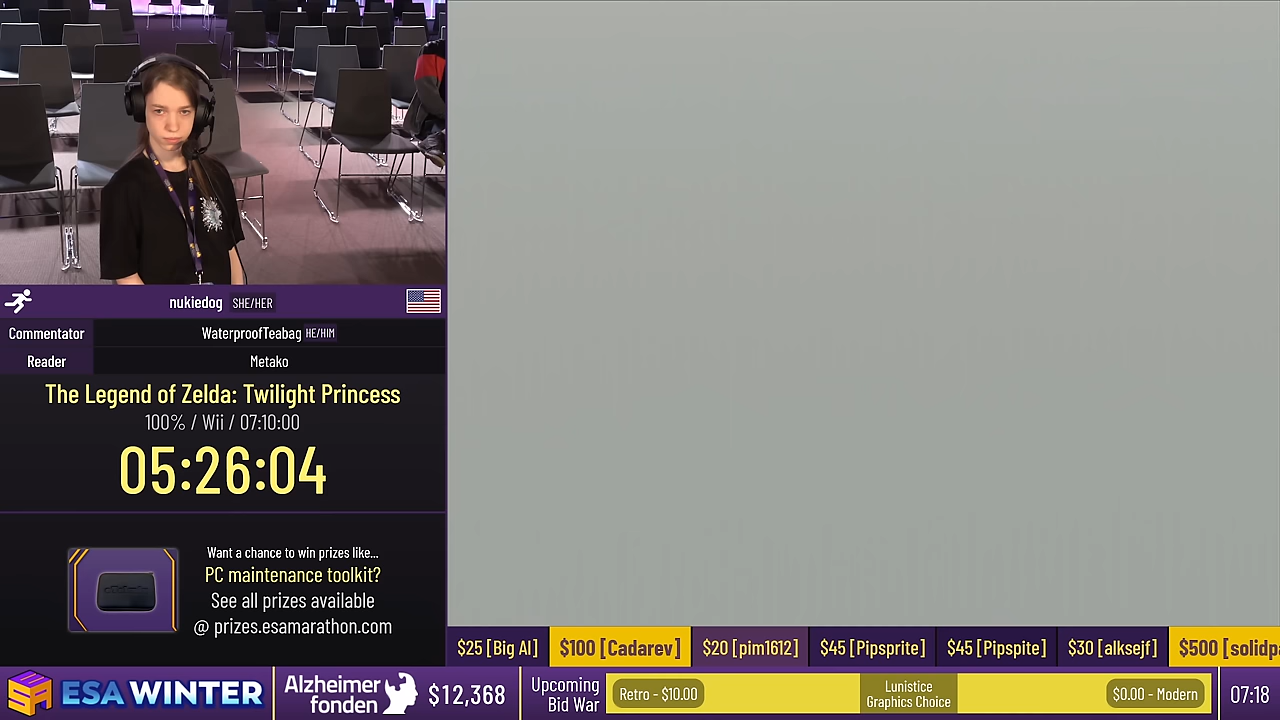 nukiedog SHE/HER
Commentator WaterproofTeabag HE/HIM
Reader Metako
The Legend of Zelda: Twilight Princess
100% / Wii / 07:10:00
05:26:04
Want a chance to win prizes like...
PC maintenance toolkit?
See all prizes available
@ prizes.esamarathon.com
$25 [Big Al] $100 [Cadarev] $20 [pim1612] $45 [Pipsprite] $45 [Pipspite] $30 [alksejf] $500 [solidpa
ESA WINTER
Alzheimer
fonden
$12,368
Upcoming
Bid War
Retro - $10.00
Lunistice
Graphics Choice
$0.00 - Modern
07:18